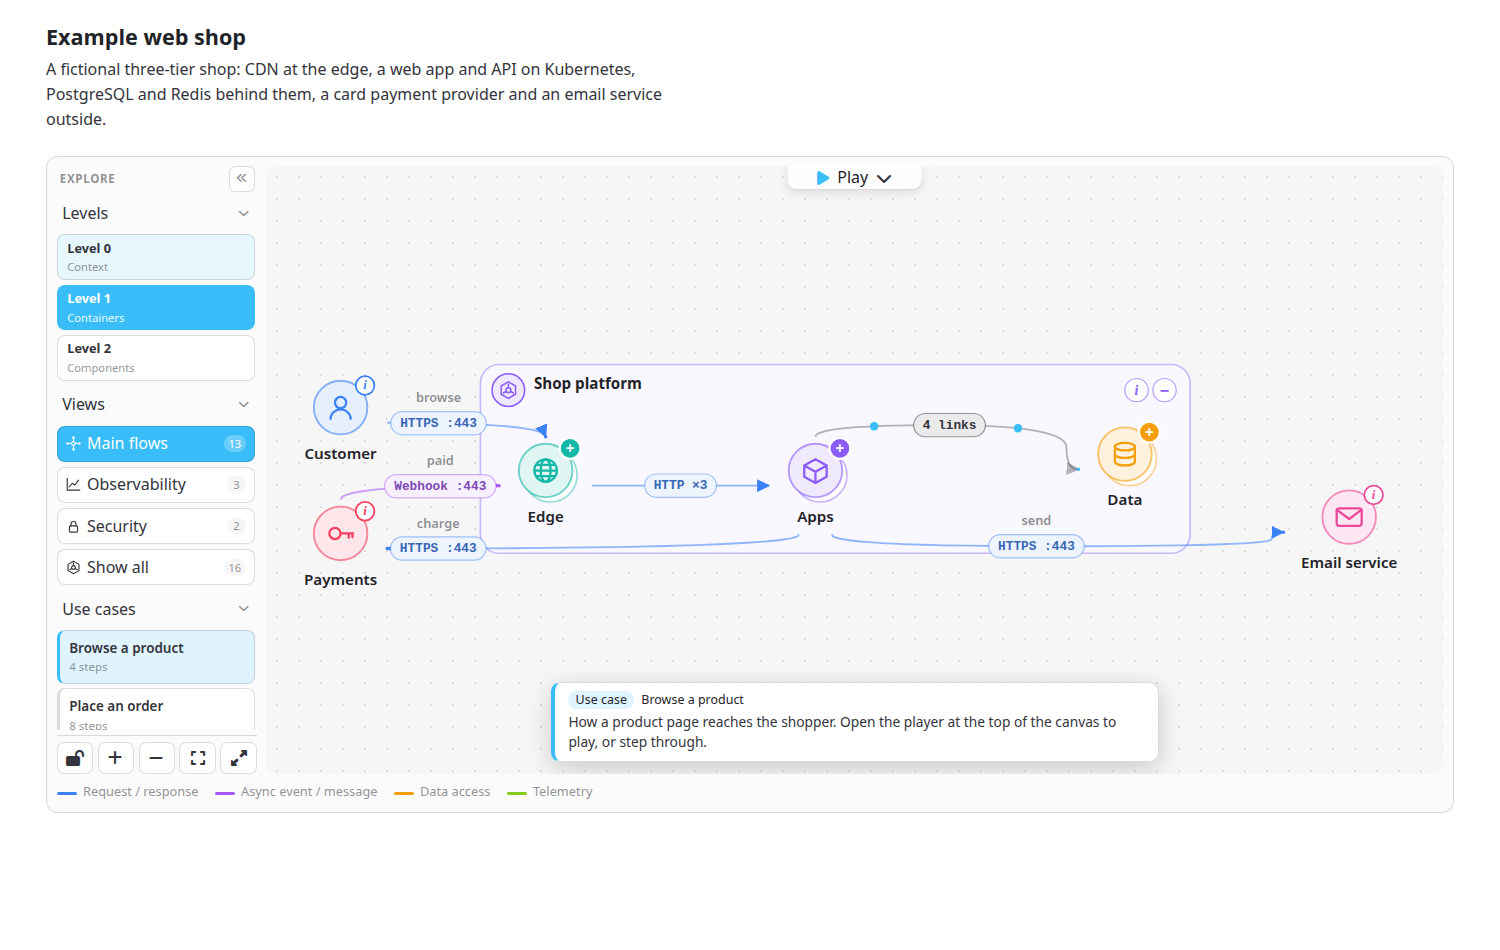 Example web shop
A fictional three-tier shop: CDN at the edge, a web app and API on Kubernetes,
PostgreSQL and Redis behind them, a card payment provider and an email service
outside.
EXPLORE
Levels
Level 0
Context
Level 1
Containers
Level 2
Components
Views
Main flows 13
Observability 3
Security 2
Show all 16
Use cases
Browse a product
4 steps
Place an order
8 steps
Play
Shop platform
i
browse
HTTPS :443
4 links
Customer
paid
Webhook :443
HTTP ×3
Data
Edge
Apps
charge
HTTPS :443
send
HTTPS :443
Payments
Email service
Use case Browse a product
How a product page reaches the shopper. Open the player at the top of the canvas to
play, or step through.
Request / response
Async event / message
Data access
Telemetry